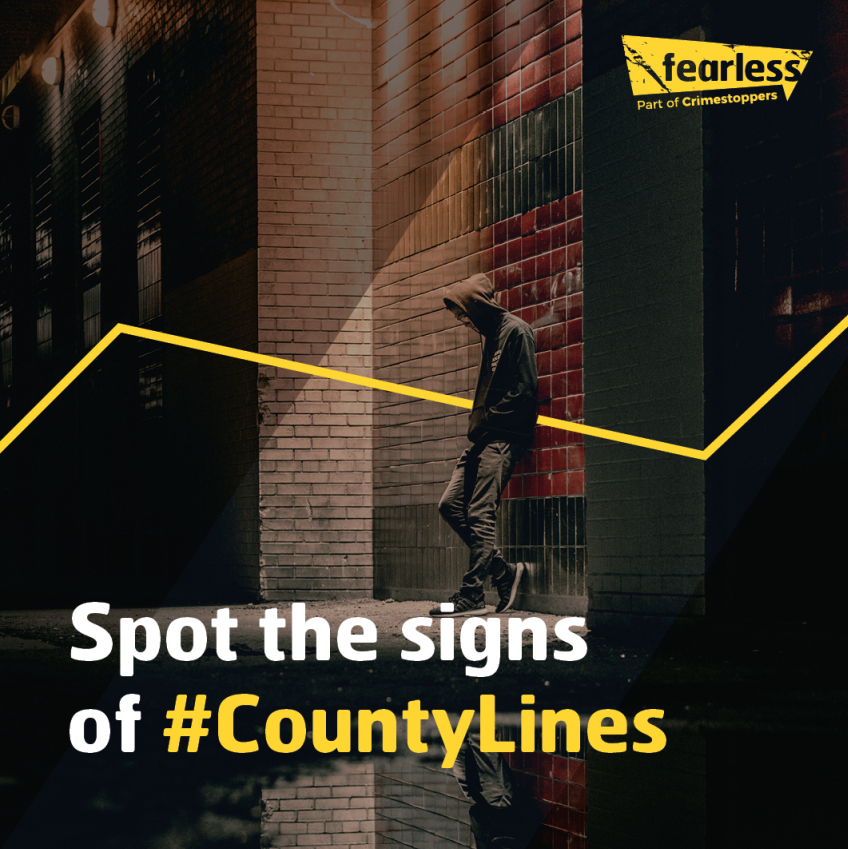 fearless
Part of Crimestoppers
Spot the signs
of #CountyLines